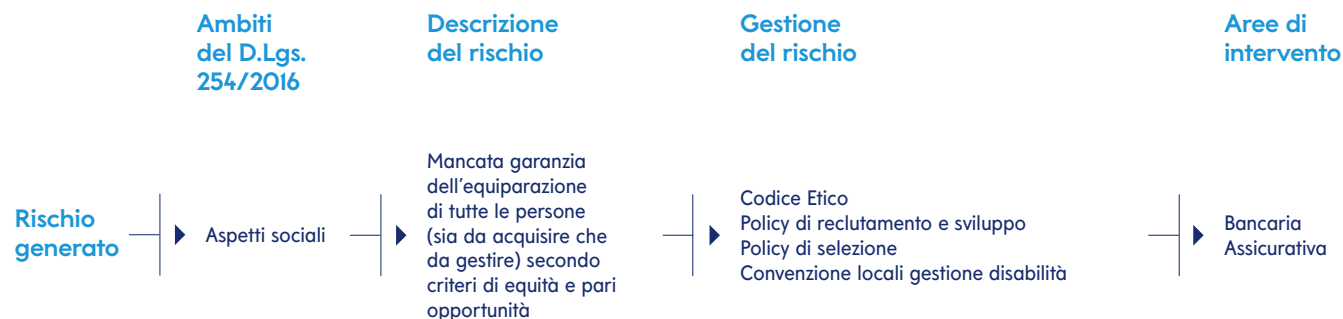 Ambiti
del D.Lgs.
254/2016
Descrizione
del rischio
Gestione
del rischio
Aree di
intervento
Rischio
generato
Aspetti sociali
Mancata garanzia
dell'equiparazione
di tutte le persone
(sia da acquisire che
da gestire) secondo
criteri di equità e pari
opportunità
Codice Etico
Policy di reclutamento e sviluppo
Policy di selezione
Convenzione locali gestione disabilità
Bancaria
Assicurativa